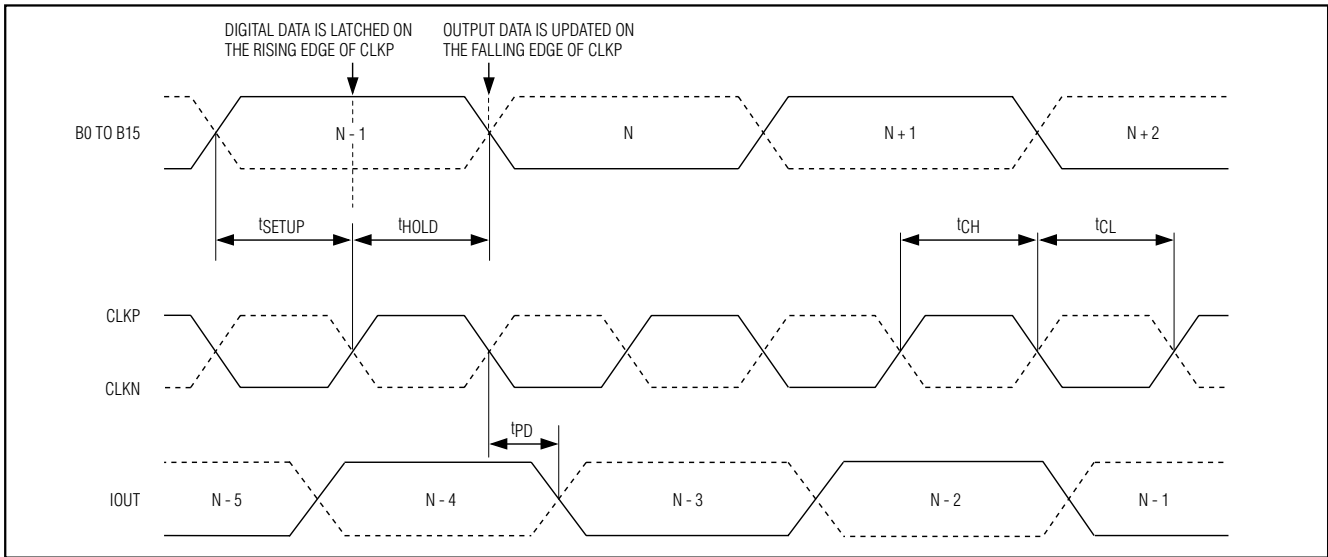 DIGITAL DATA IS LATCHED ON
THE RISING EDGE OF CLKP
OUTPUT DATA IS UPDATED ON
THE FALLING EDGE OF CLKP
B0 TO B15
N - 1
N
N + 1
N + 2
tSETUP
tHOLD
tCH
tCL
CLKP
CLKN
tPD
IOUT
N - 5
N - 4
N - 3
N - 2
N - 1